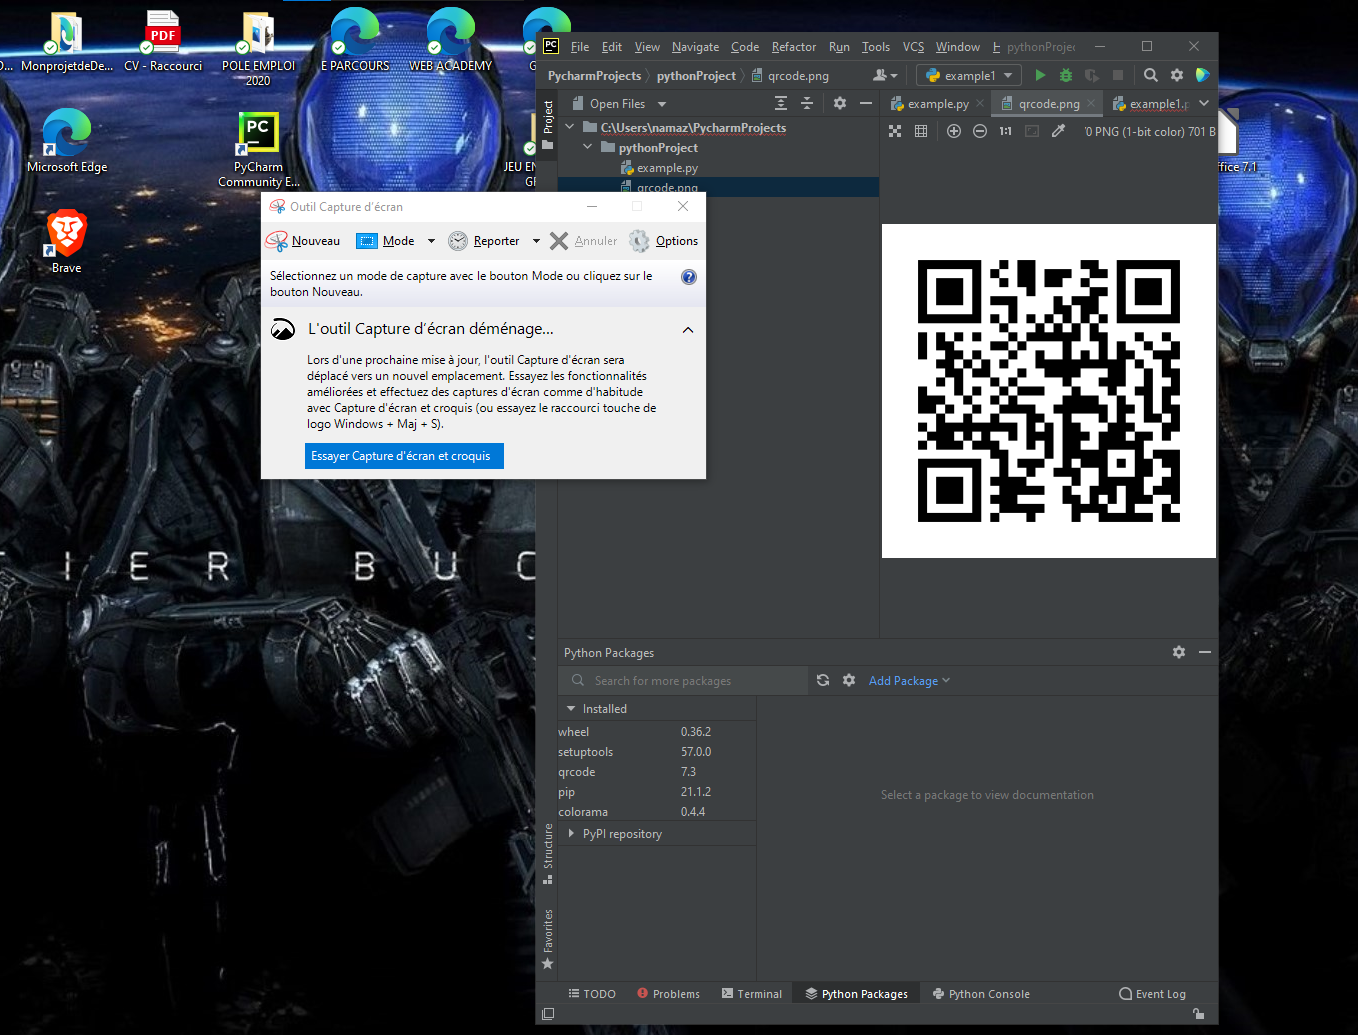 MonprojetdeDe...
CV - Raccourci
POLE EMPLOI
2020
E PARCOURS
WEB ACADEMY
PDF
Microsoft Edge
PC
PyCharm
Community E...
JEU EN
Brave
ffice 7.1
Outil Capture d'écran
Nouveau
Mode
Reporter
Annuler
Options
Sélectionnez un mode de capture avec le bouton Mode ou cliquez sur le
bouton Nouveau.
L'outil Capture d'écran déménage...
Lors d'une prochaine mise à jour, l'outil Capture d'écran sera
déplacé vers un nouvel emplacement. Essayez les fonctionnalités
améliorées et effectuez des captures d'écran comme d'habitude
avec Capture d'écran et croquis (ou essayez le raccourci touche de
logo Windows + Maj + S).
Essayer Capture d'écran et croquis
IER BUC
PC File Edit View Navigate Code Refactor Run Tools VCS Window pythonProje
PycharmProjects pythonProject qrcode.png
example1
Project
Open Files
example.py
qrcode.png
example1.p
C:\Users\namaz\PycharmProjects
pythonProject
example.py
qrcode.png
1:1
0 PNG (1-bit color) 701 B
Python Packages
Search for more packages
Add Package
Installed
wheel 0.36.2
setuptools 57.0.0
qrcode 7.3
pip 21.1.2
colorama 0.4.4
PyPI repository
Select a package to view documentation
Structure
Favorites
TODO
Problems
Terminal
Python Packages
Python Console
Event Log